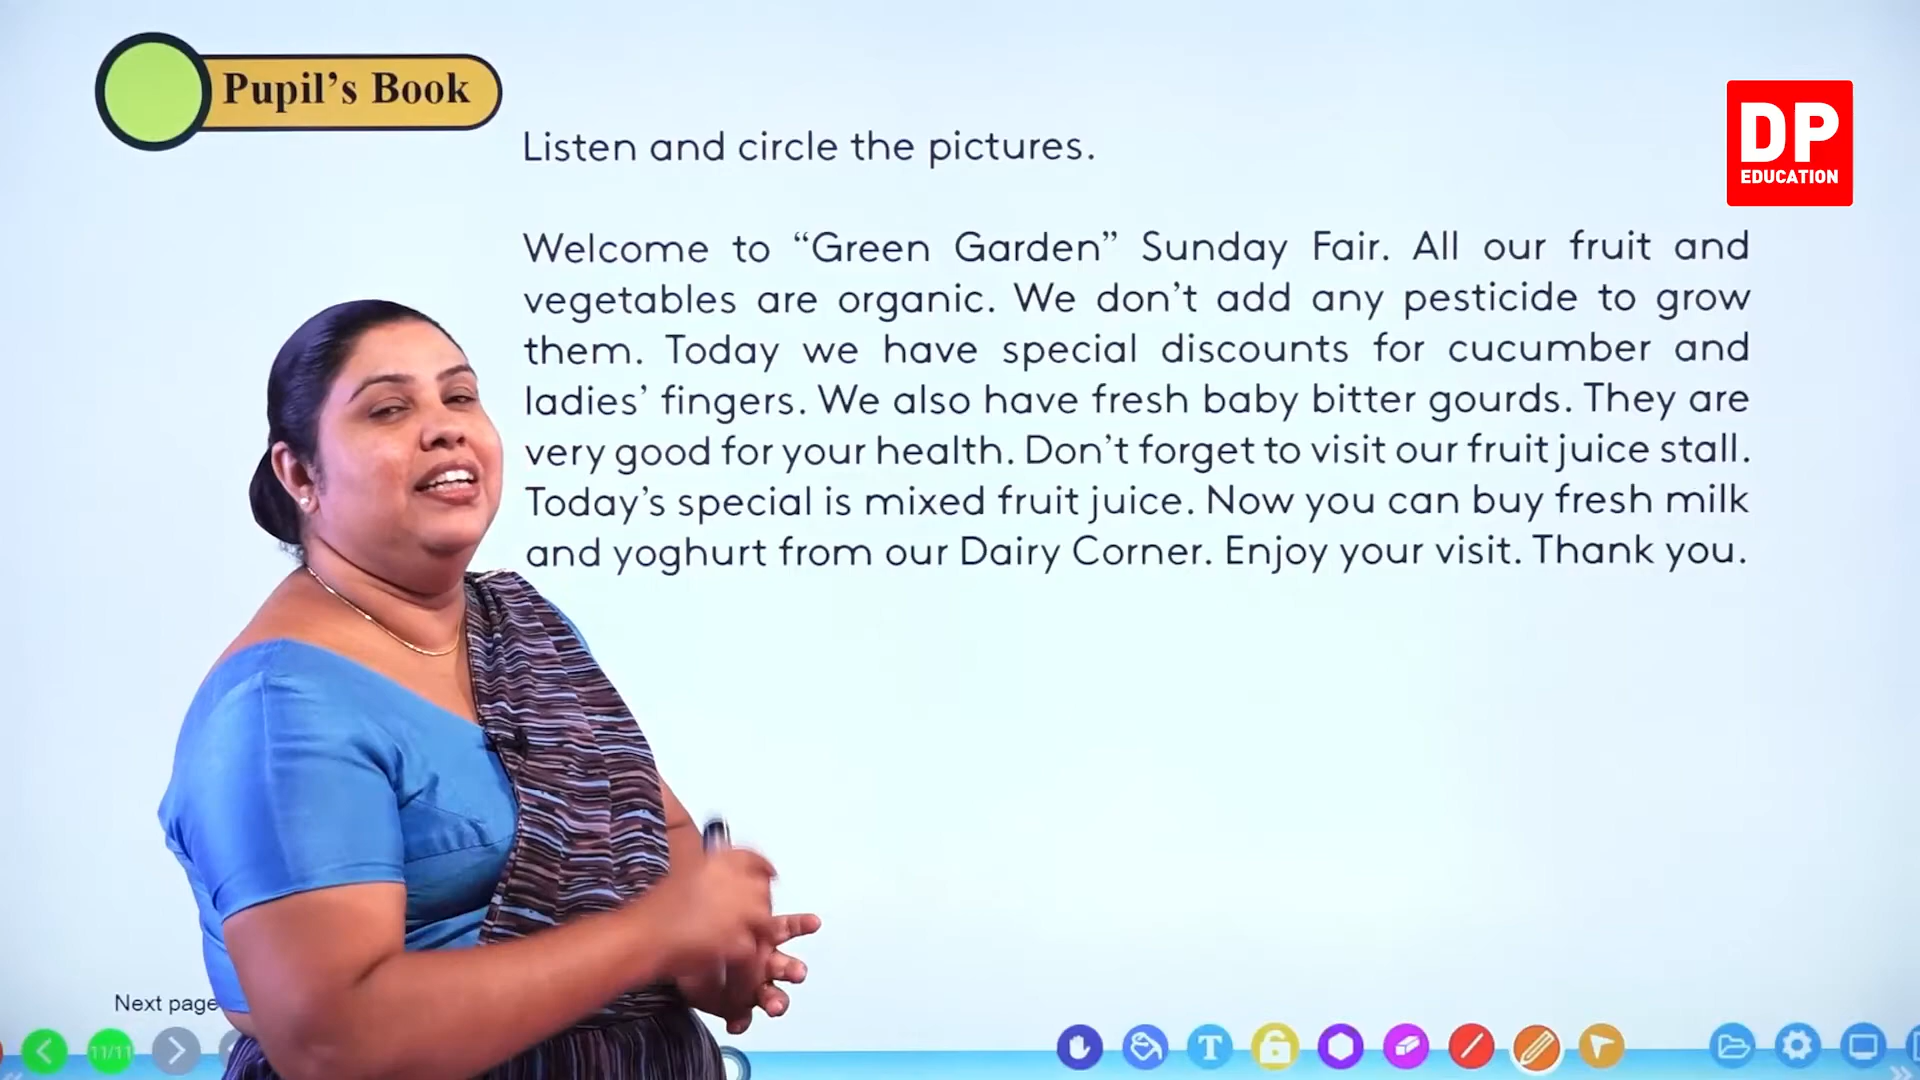 Pupil's Book
DP
EDUCATION
Listen and circle the pictures.
Welcome to “Green Garden” Sunday Fair. All our fruit and
vegetables are organic. We don't add any pesticide to grow
them. Today we have special discounts for cucumber and
ladies' fingers. We also have fresh baby bitter gourds. They are
very good for your health. Don't forget to visit our fruit juice stall.
Today's special is mixed fruit juice. Now you can buy fresh milk
and yoghurt from our Dairy Corner. Enjoy your visit. Thank you.
Next page
11/11
T